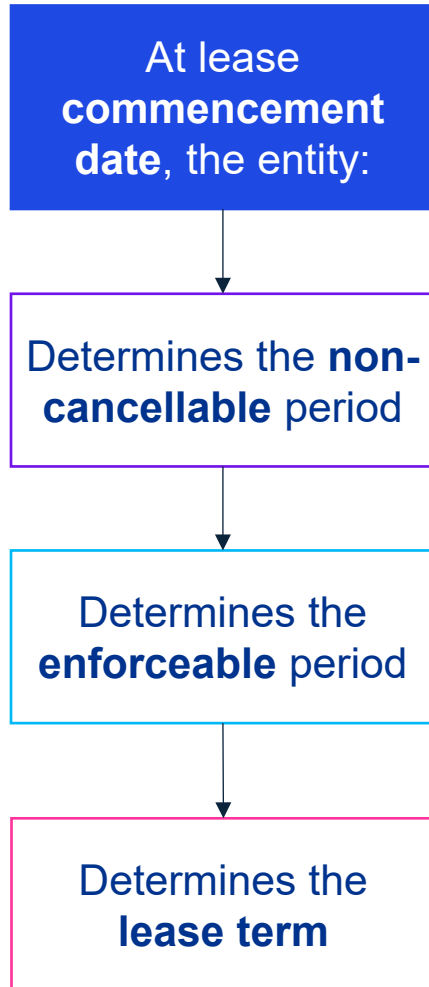 At lease
commencement
date, the entity:
Determines the non-
cancellable period
Determines the
enforceable period
Determines the
lease term